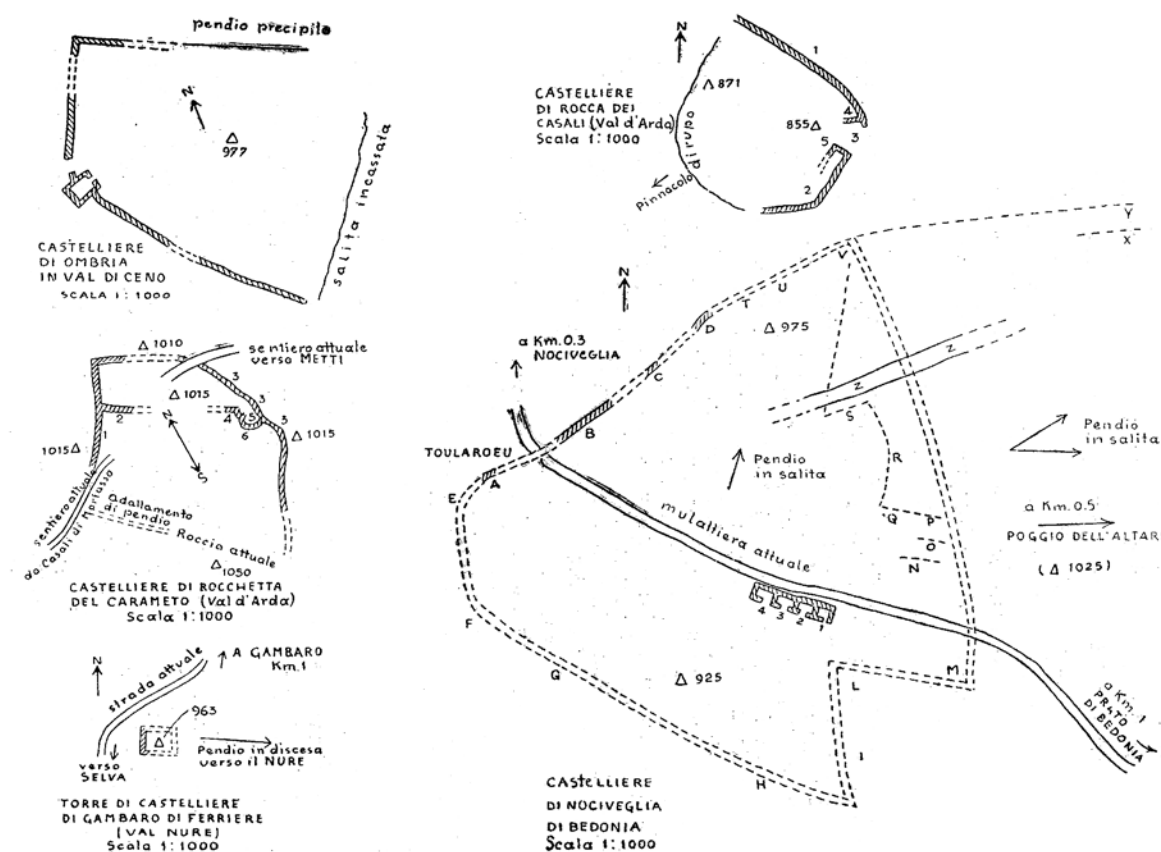 pendio precipite
N
△ 977
salita incassata
CASTELLIERE
DI OMBRIA
IN VAL DI CENO
SCALA 1:1000
N
1
△ 871
CASTELLIERE
DI ROCCA DEI
CASALI (Val d'Arda)
Scala 1:1000
4
855 △
3
5
dirupo
Pinnacolo
2
△ 1010
sentiero attuale
verso METTI
3
△ 1015
3
2
4
5
3
6
N
S
△ 1015
1015 △
1
sentiero attuale
da Casali di Mortasso
Adallamento
di pendio
Roccia attuale
△ 1050
CASTELLIERE DI ROCCHETTA
DEL CARAMETO (Val d'Arda)
Scala 1:1000
N
strada attuale
A GAMBARO
Km.1
963
△
Pendio in discesa
verso il NURE
verso
SELVA
TORRE DI CASTELLIERE
DI GAMBARO DI FERRIERE
(VAL NURE)
Scala 1:1000
Y
X
V
N
U
T
D
△ 975
a Km.0.3
NOCIVEGLIA
C
Z
Z
S
B
TOULAROEU
A
E
Pendio
in salita
Pendio
in salita
R
mulattiera attuale
Q
P
O
N
a Km.0.5
POGGIO DELL'ALTAR
(△ 1025)
4
3
2
1
F
G
△ 925
M
L
I
H
a Km.1
PRATO
DI BEDONIA
CASTELLIERE
DI NOCIVEGLIA
DI BEDONIA
Scala 1:1000